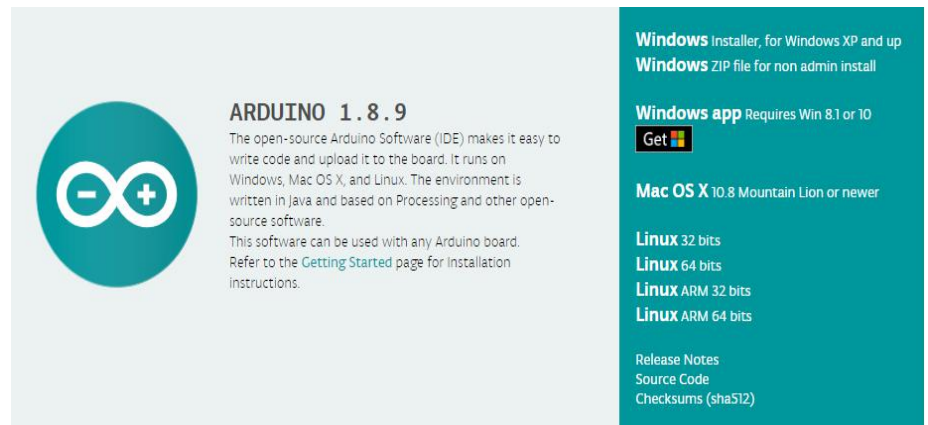 ARDUINO 1.8.9
The open-source Arduino Software (IDE) makes it easy to
write code and upload it to the board. It runs on
Windows, Mac OS X, and Linux. The environment is
written in Java and based on Processing and other open-
source software.
This software can be used with any Arduino board.
Refer to the Getting Started page for Installation
instructions.
Windows Installer, for Windows XP and up
Windows ZIP file for non admin install
Windows app Requires Win 8.1 or 10
Get
Mac OS X 10.8 Mountain Lion or newer
Linux 32 bits
Linux 64 bits
Linux ARM 32 bits
Linux ARM 64 bits
Release Notes
Source Code
Checksums (sha512)